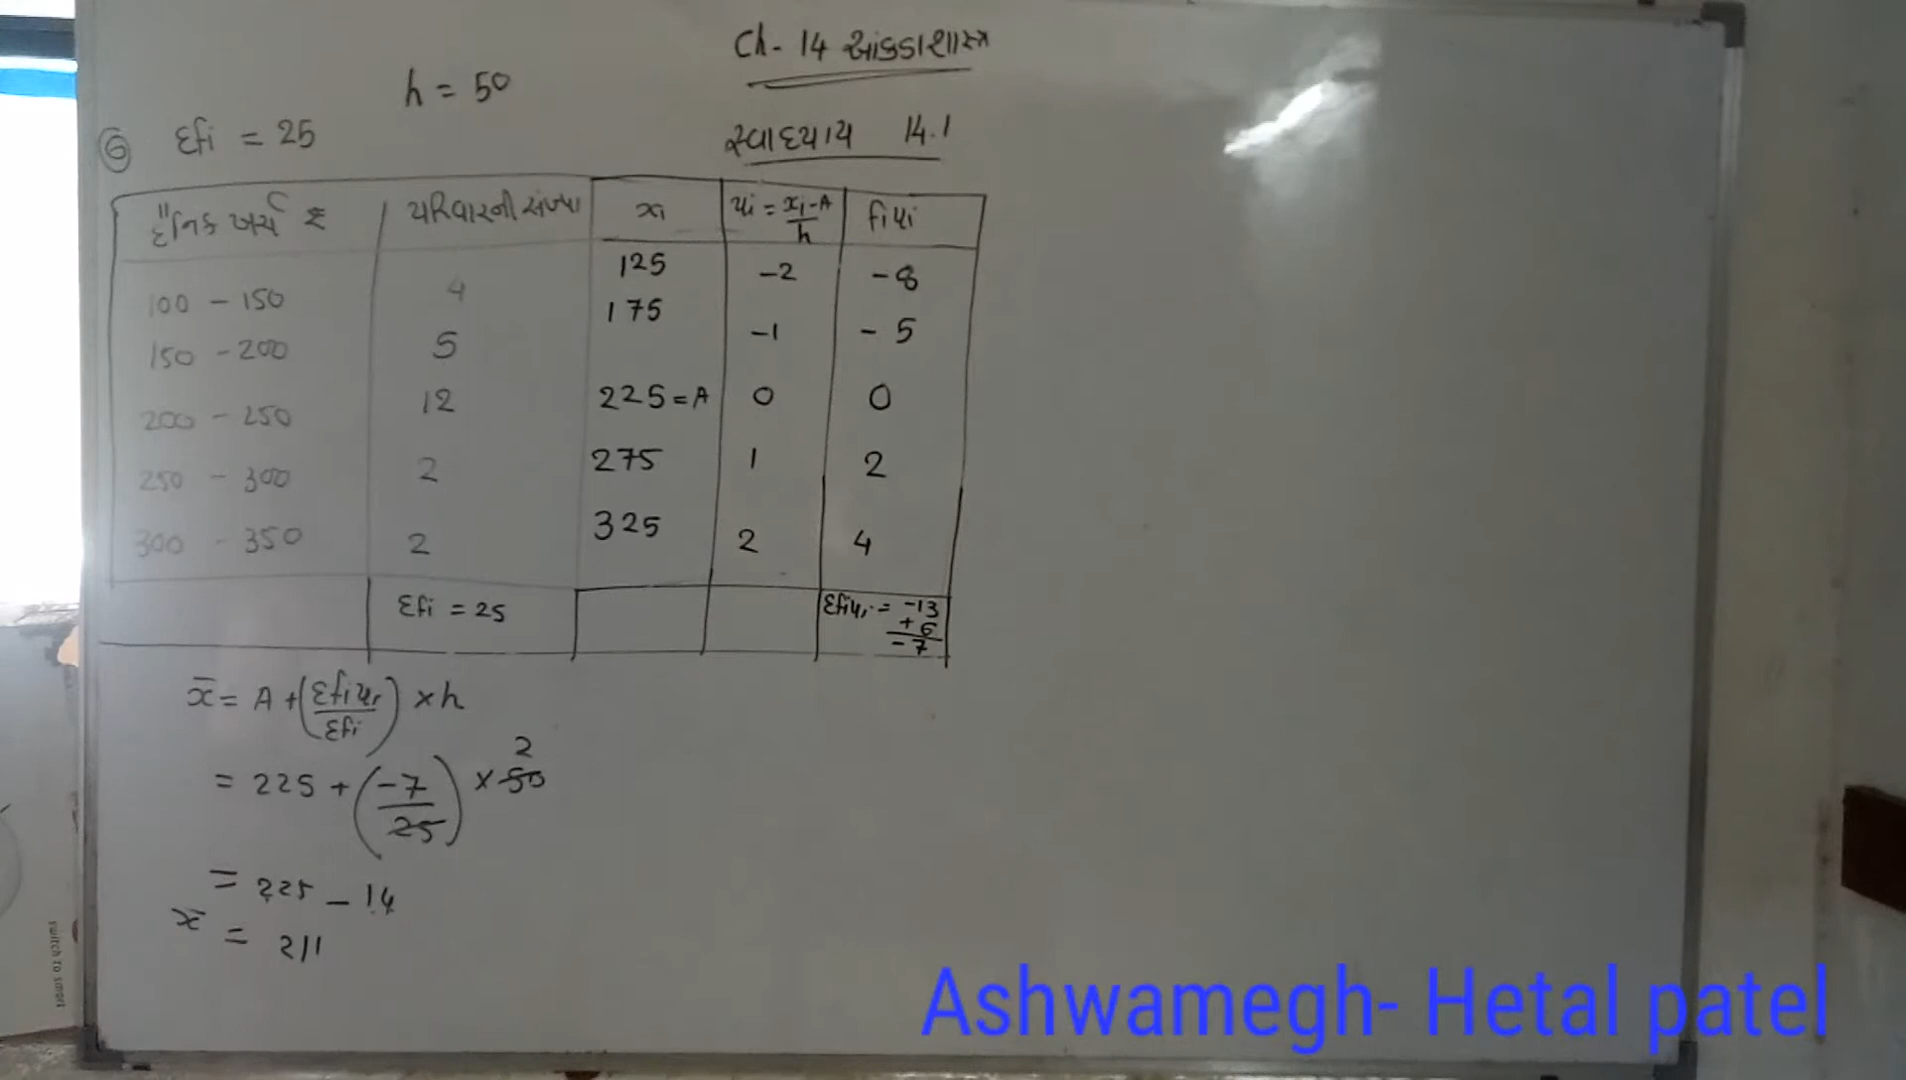 Ch - 14 આંકડાશાસ્ત્ર
h = 50
સ્વાધ્યાય 14.1
⑥ Σfi = 25
દૈનિક ખર્ચ ₹ | પરિવારની સંખ્યા | xi | ui = xi - A / h | fiui
100 - 150 | 4 | 125 | -2 | -8
150 - 200 | 5 | 175 | -1 | -5
200 - 250 | 12 | 225 = A | 0 | 0
250 - 300 | 2 | 275 | 1 | 2
300 - 350 | 2 | 325 | 2 | 4
Σfi = 25 | Σfiui = -13
+ 6
-7
x̄ = A + (Σfiui / Σfi) × h
= 225 + (-7 / 25) × 50 2
= 225 - 14
x̄ = 211
switch to smart
Ashwamegh- Hetal patel